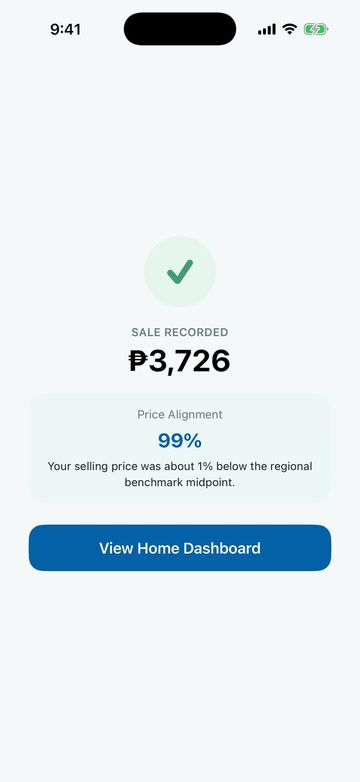 9:41
SALE RECORDED
₱3,726
Price Alignment
99%
Your selling price was about 1% below the regional
benchmark midpoint.
View Home Dashboard